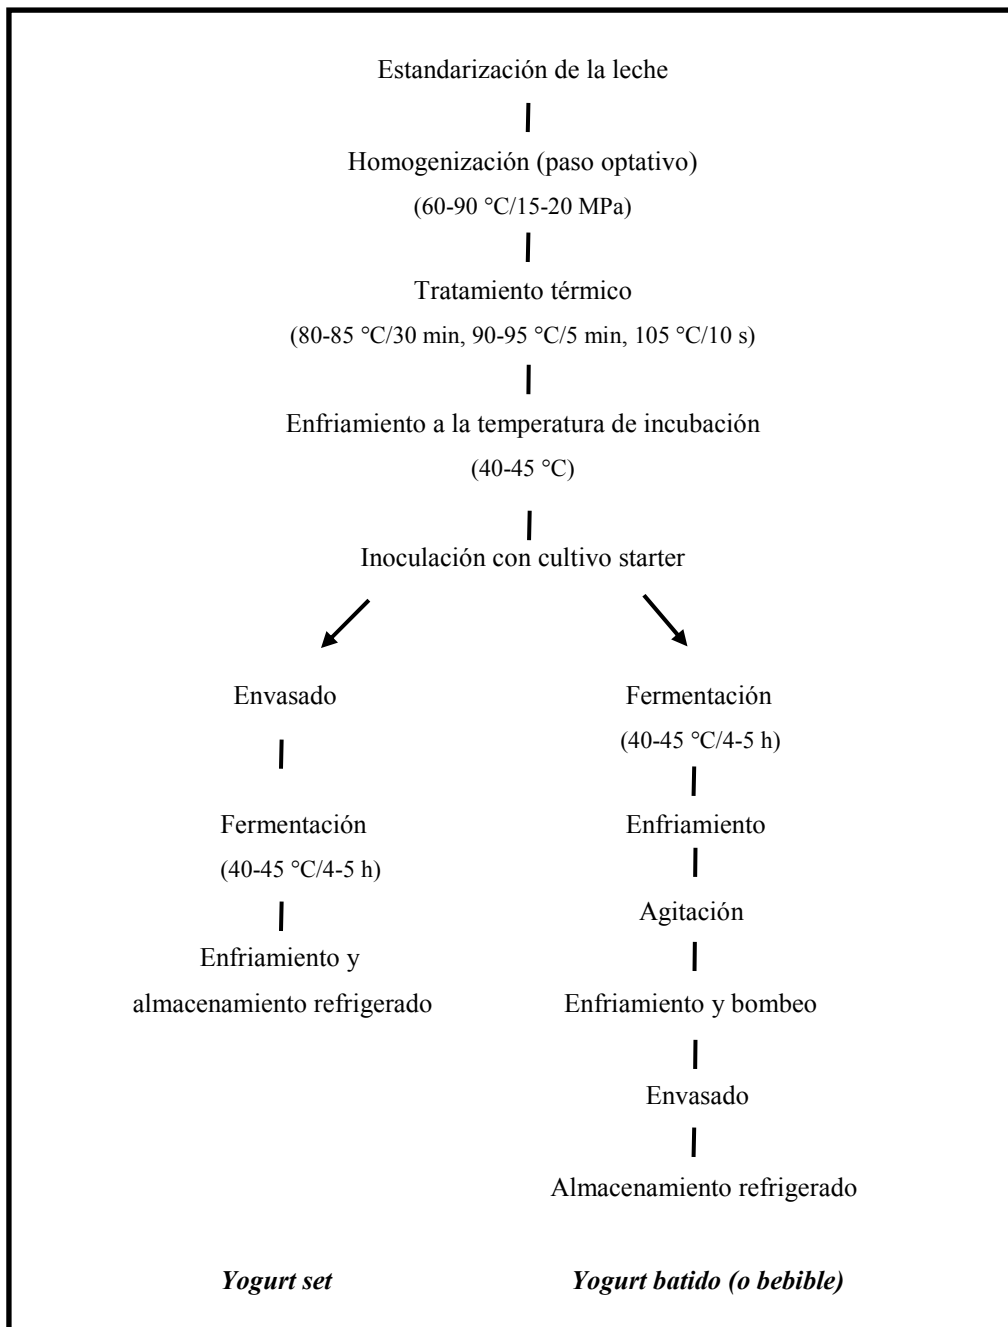 Estandarización de la leche
Homogenización (paso optativo)
(60-90 °C/15-20 MPa)
Tratamiento térmico
(80-85 °C/30 min, 90-95 °C/5 min, 105 °C/10 s)
Enfriamiento a la temperatura de incubación
(40-45 °C)
Inoculación con cultivo starter
Envasado
Fermentación
(40-45 °C/4-5 h)
Enfriamiento y
almacenamiento refrigerado
Yogurt set
Fermentación
(40-45 °C/4-5 h)
Enfriamiento
Agitación
Enfriamiento y bombeo
Envasado
Almacenamiento refrigerado
Yogurt batido (o bebible)